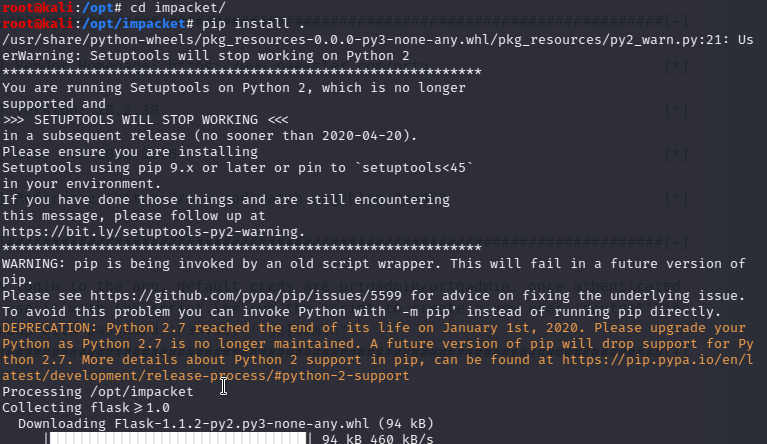 root@kali:/opt# cd impacket/
root@kali:/opt/impacket# pip install .
/usr/share/python-wheels/pkg_resources-0.0.0-py3-none-any.whl/pkg_resources/py2_warn.py:21: Us
erWarning: Setuptools will stop working on Python 2
************************************************************
You are running Setuptools on Python 2, which is no longer
supported and
>>> SETUPTOOLS WILL STOP WORKING <<<
in a subsequent release (no sooner than 2020-04-20).
Please ensure you are installing
Setuptools using pip 9.x or later or pin to `setuptools<45`
in your environment.
If you have done those things and are still encountering
this message, please follow up at
https://bit.ly/setuptools-py2-warning.
************************************************************
WARNING: pip is being invoked by an old script wrapper. This will fail in a future version of
pip.
Please see https://github.com/pypa/pip/issues/5599 for advice on fixing the underlying issue.
To avoid this problem you can invoke Python with '-m pip' instead of running pip directly.
DEPRECATION: Python 2.7 reached the end of its life on January 1st, 2020. Please upgrade your
Python as Python 2.7 is no longer maintained. A future version of pip will drop support for Py
thon 2.7. More details about Python 2 support in pip, can be found at https://pip.pypa.io/en/l
atest/development/release-process/#python-2-support
Processing /opt/impacket
Collecting flask>=1.0
  Downloading Flask-1.1.2-py2.py3-none-any.whl (94 kB)
     |████████████████████████████████| 94 kB 460 kB/s